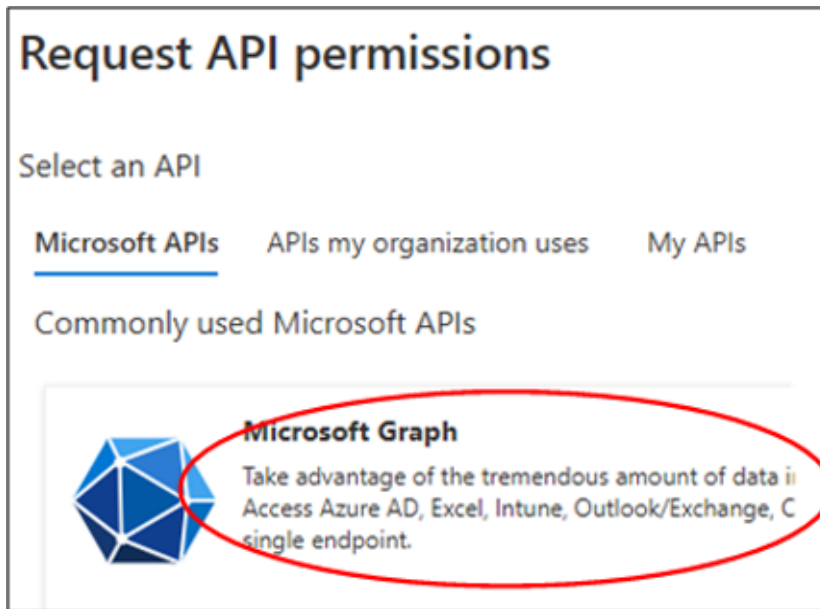 Request API permissions
Select an API
Microsoft APIs APIs my organization uses My APIs
Commonly used Microsoft APIs
Microsoft Graph
Take advantage of the tremendous amount of data
Access Azure AD, Excel, Intune, Outlook/Exchange,
single endpoint.